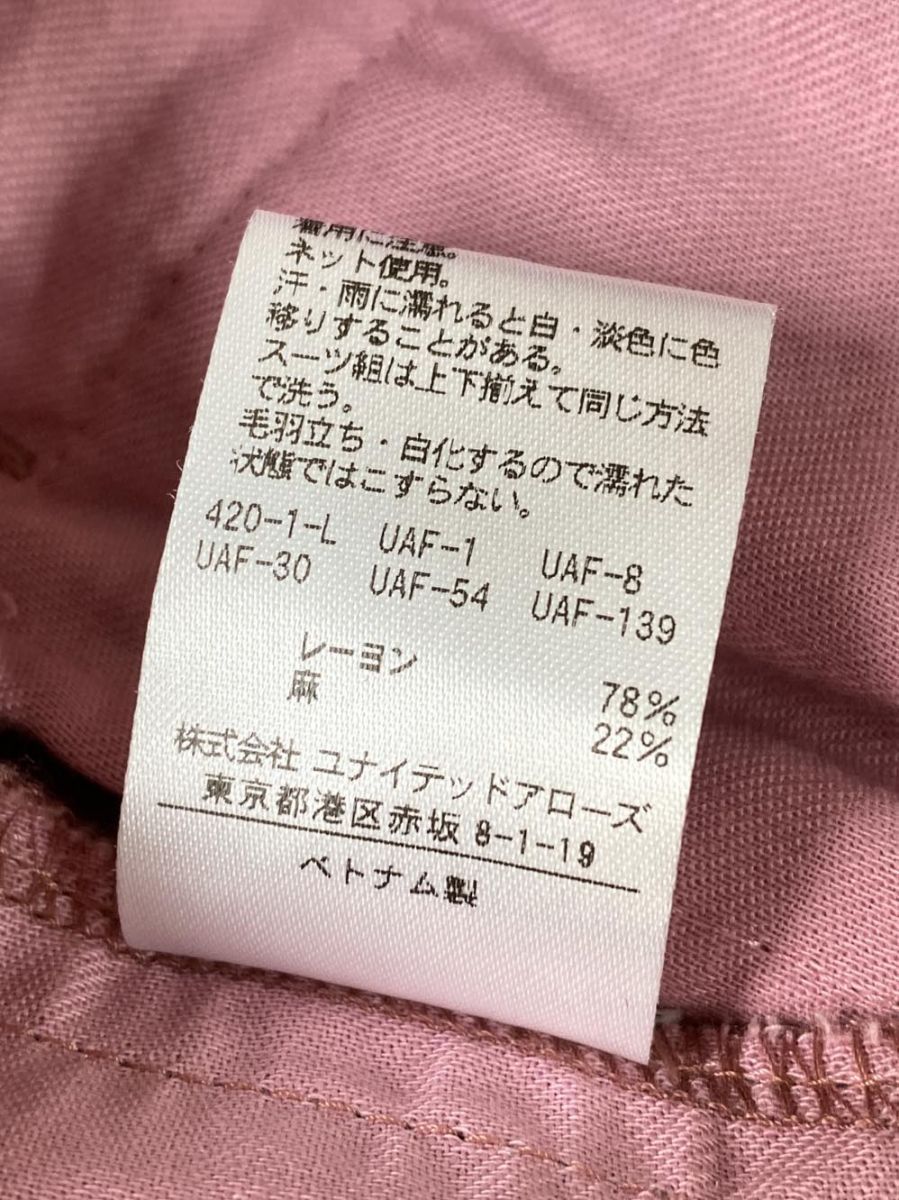 着用に注意。
ネット使用。
汗・雨に濡れると白・淡色に色
移りすることがある。
スーツ組は上下揃えて同じ方法
で洗う。
毛羽立ち・白化するので濡れた
状態ではこすらない。
420-1-L UAF-1 UAF-8
UAF-30 UAF-54 UAF-139
レーヨン 78%
麻 22%
株式会社 ユナイテッドアローズ
東京都港区赤坂 8-1-19
ベトナム製